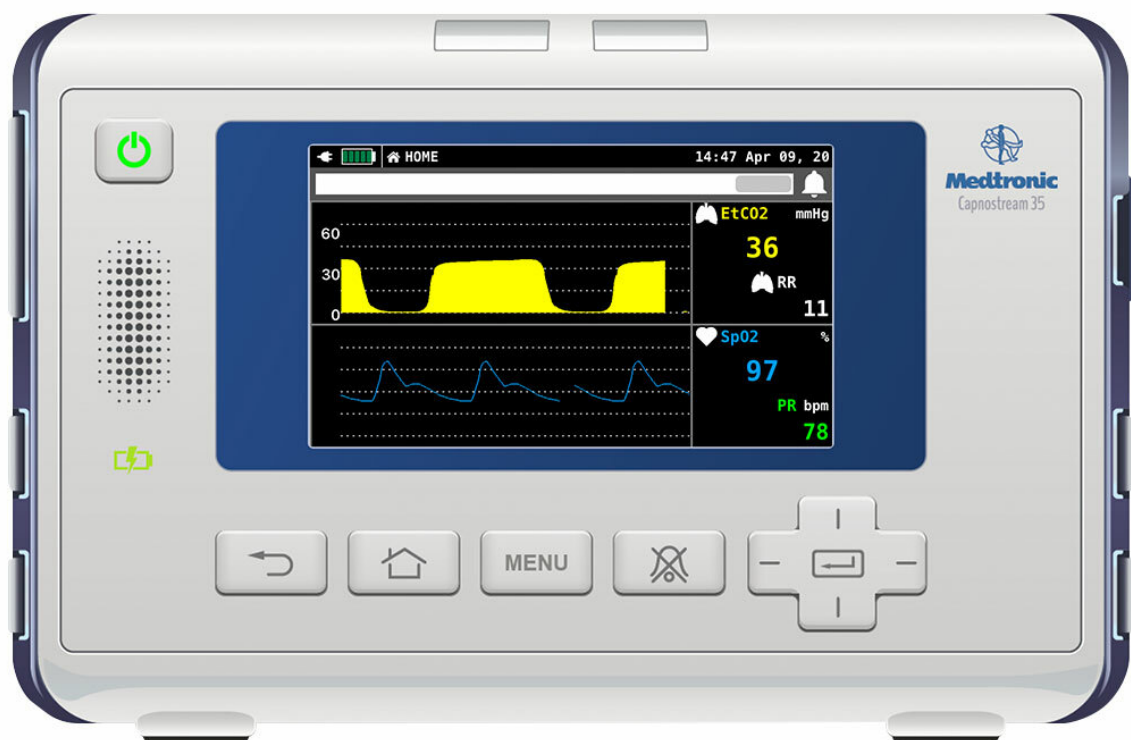 HOME
14:47 Apr 09, 20
Medtronic
Capnostream 35
EtCO2 mmHg
60
36
30
RR
0
11
SpO2 %
97
PR bpm
78
MENU